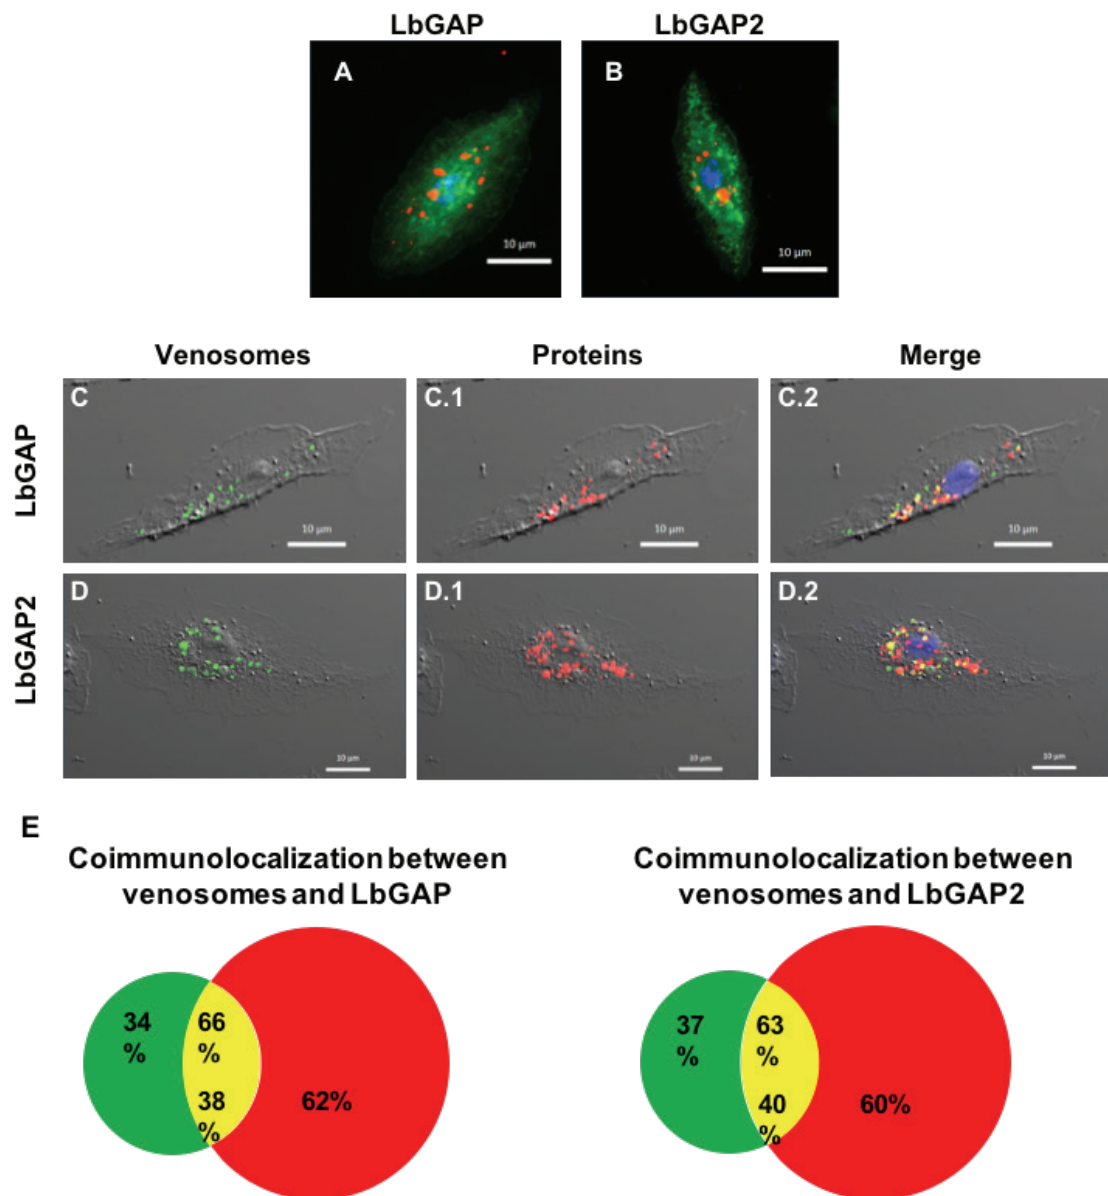 LbGAP
LbGAP2
A
B
10 µm
10 µm
Venosomes
Proteins
Merge
LbGAP
C
C.1
C.2
10 µm
10 µm
10 µm
LbGAP2
D
D.1
D.2
10 µm
10 µm
10 µm
E
Coimmunolocalization between
venosomes and LbGAP
Coimmunolocalization between
venosomes and LbGAP2
34
%
66
%
38
%
62%
37
%
63
%
40
%
60%